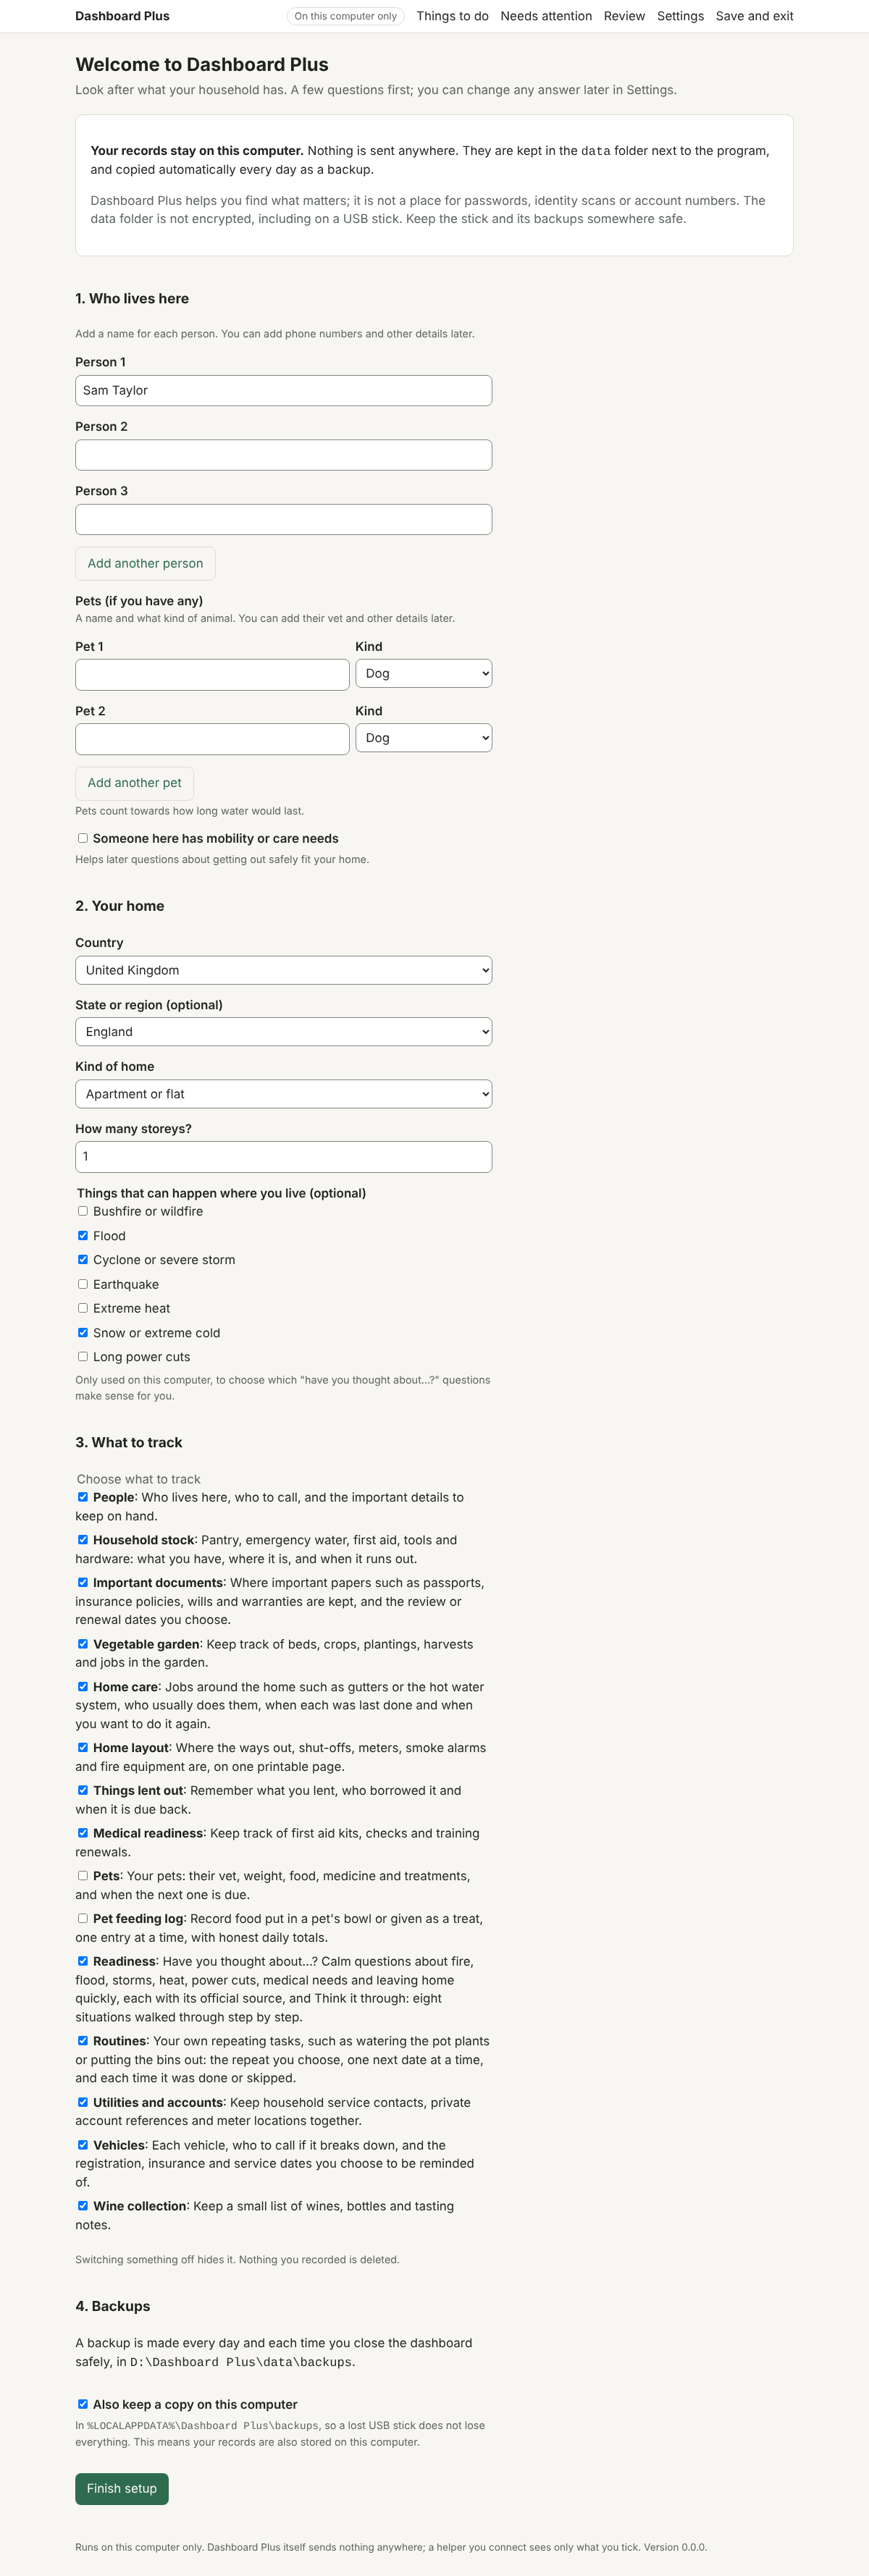 Dashboard Plus
On this computer only
Things to do
Needs attention
Review
Settings
Save and exit
Welcome to Dashboard Plus
Look after what your household has. A few questions first; you can change any answer later in Settings.
Your records stay on this computer. Nothing is sent anywhere. They are kept in the data folder next to the program,
and copied automatically every day as a backup.
Dashboard Plus helps you find what matters; it is not a place for passwords, identity scans or account numbers. The
data folder is not encrypted, including on a USB stick. Keep the stick and its backups somewhere safe.
1. Who lives here
Add a name for each person. You can add phone numbers and other details later.
Person 1
Sam Taylor
Person 2
Person 3
Add another person
Pets (if you have any)
A name and what kind of animal. You can add their vet and other details later.
Pet 1
Kind
Dog
Pet 2
Kind
Dog
Add another pet
Pets count towards how long water would last.
Someone here has mobility or care needs
Helps later questions about getting out safely fit your home.
2. Your home
Country
United Kingdom
State or region (optional)
England
Kind of home
Apartment or flat
How many storeys?
1
Things that can happen where you live (optional)
Bushfire or wildfire
Flood
Cyclone or severe storm
Earthquake
Extreme heat
Snow or extreme cold
Long power cuts
Only used on this computer, to choose which "have you thought about...?" questions
make sense for you.
3. What to track
Choose what to track
People: Who lives here, who to call, and the important details to
keep on hand.
Household stock: Pantry, emergency water, first aid, tools and
hardware: what you have, where it is, and when it runs out.
Important documents: Where important papers such as passports,
insurance policies, wills and warranties are kept, and the review or
renewal dates you choose.
Vegetable garden: Keep track of beds, crops, plantings, harvests
and jobs in the garden.
Home care: Jobs around the home such as gutters or the hot water
system, who usually does them, when each was last done and when
you want to do it again.
Home layout: Where the ways out, shut-offs, meters, smoke alarms
and fire equipment are, on one printable page.
Things lent out: Remember what you lent, who borrowed it and
when it is due back.
Medical readiness: Keep track of first aid kits, checks and training
renewals.
Pets: Your pets: their vet, weight, food, medicine and treatments,
and when the next one is due.
Pet feeding log: Record food put in a pet's bowl or given as a treat,
one entry at a time, with honest daily totals.
Readiness: Have you thought about...? Calm questions about fire,
flood, storms, heat, power cuts, medical needs and leaving home
quickly, each with its official source, and Think it through: eight
situations walked through step by step.
Routines: Your own repeating tasks, such as watering the pot plants
or putting the bins out: the repeat you choose, one next date at a time,
and each time it was done or skipped.
Utilities and accounts: Keep household service contacts, private
account references and meter locations together.
Vehicles: Each vehicle, who to call if it breaks down, and the
registration, insurance and service dates you choose to be reminded
of.
Wine collection: Keep a small list of wines, bottles and tasting
notes.
Switching something off hides it. Nothing you recorded is deleted.
4. Backups
A backup is made every day and each time you close the dashboard
safely, in D:\Dashboard Plus\data\backups.
Also keep a copy on this computer
In %LOCALAPPDATA%\Dashboard Plus\backups, so a lost USB stick does not lose
everything. This means your records are also stored on this computer.
Finish setup
Runs on this computer only. Dashboard Plus itself sends nothing anywhere; a helper you connect sees only what you tick. Version 0.0.0.